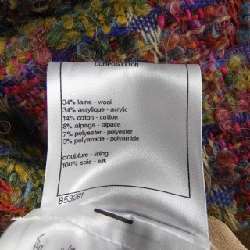 34% laine - wool
34% acrylique - acrylic
14% coton - cotton
8% alpaga - alpaca
7% polyester - polyester
3% polyamide - polyamide
doublure - lining
100% soie - silk